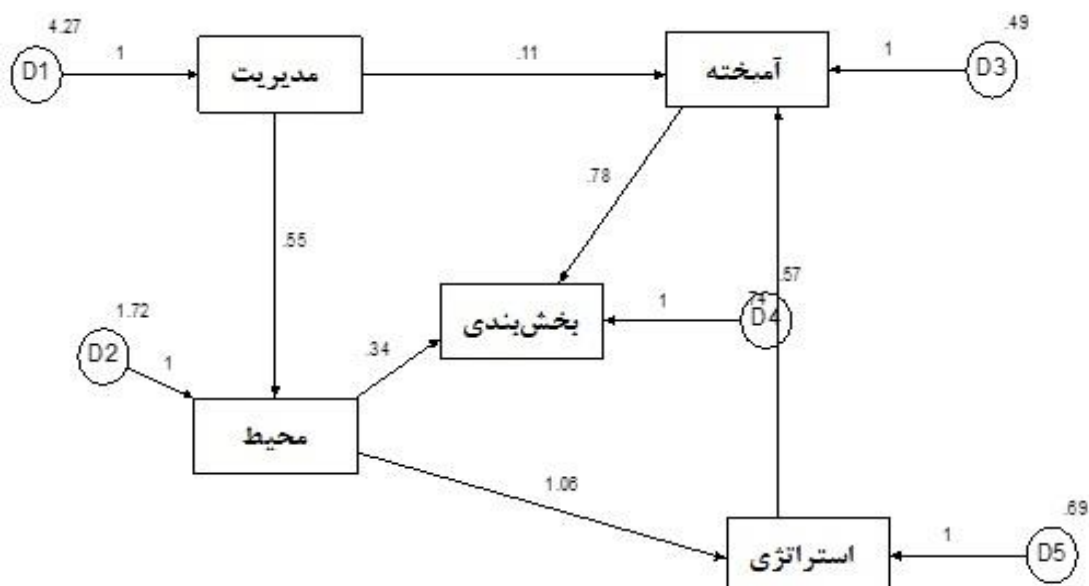 4.27
D1
1
مدیریت
.11
آمیخته
1
D3
.49
.55
.78
.57
1.72
D2
1
.34
بخش‌بندی
1
.74
D4
محیط
1.06
استراتژی
1
D5
.69